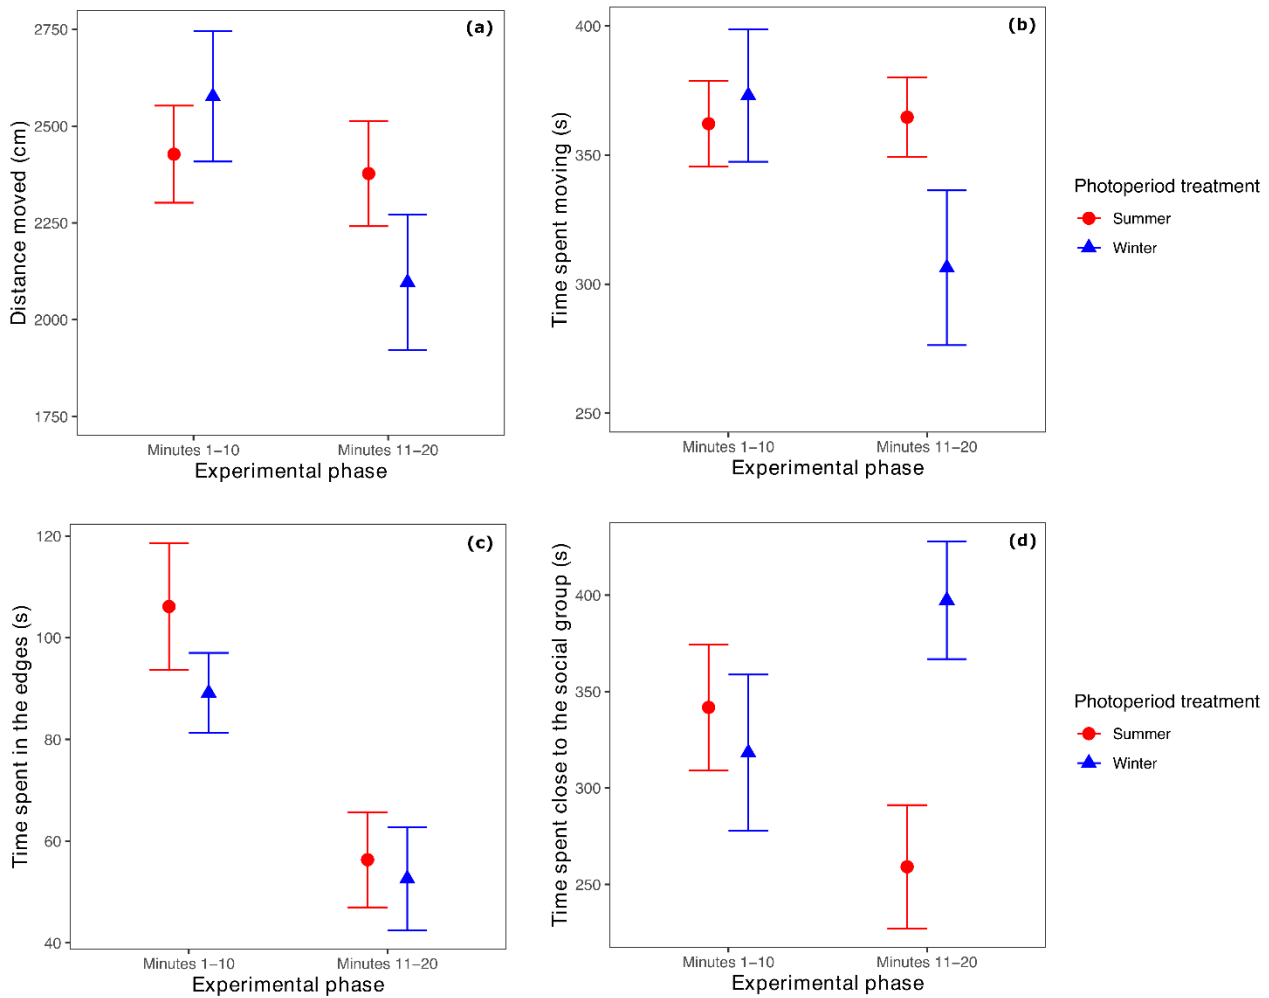 (a)
Distance moved (cm)
2750
2500
2250
2000
1750
Minutes 1–10
Minutes 11–20
Experimental phase
(b)
Time spent moving (s)
400
350
300
250
Minutes 1–10
Minutes 11–20
Experimental phase
Photoperiod treatment
Summer
Winter
(c)
Time spent in the edges (s)
120
100
80
60
40
Minutes 1–10
Minutes 11–20
Experimental phase
(d)
Time spent close to the social group (s)
400
350
300
250
Minutes 1–10
Minutes 11–20
Experimental phase
Photoperiod treatment
Summer
Winter